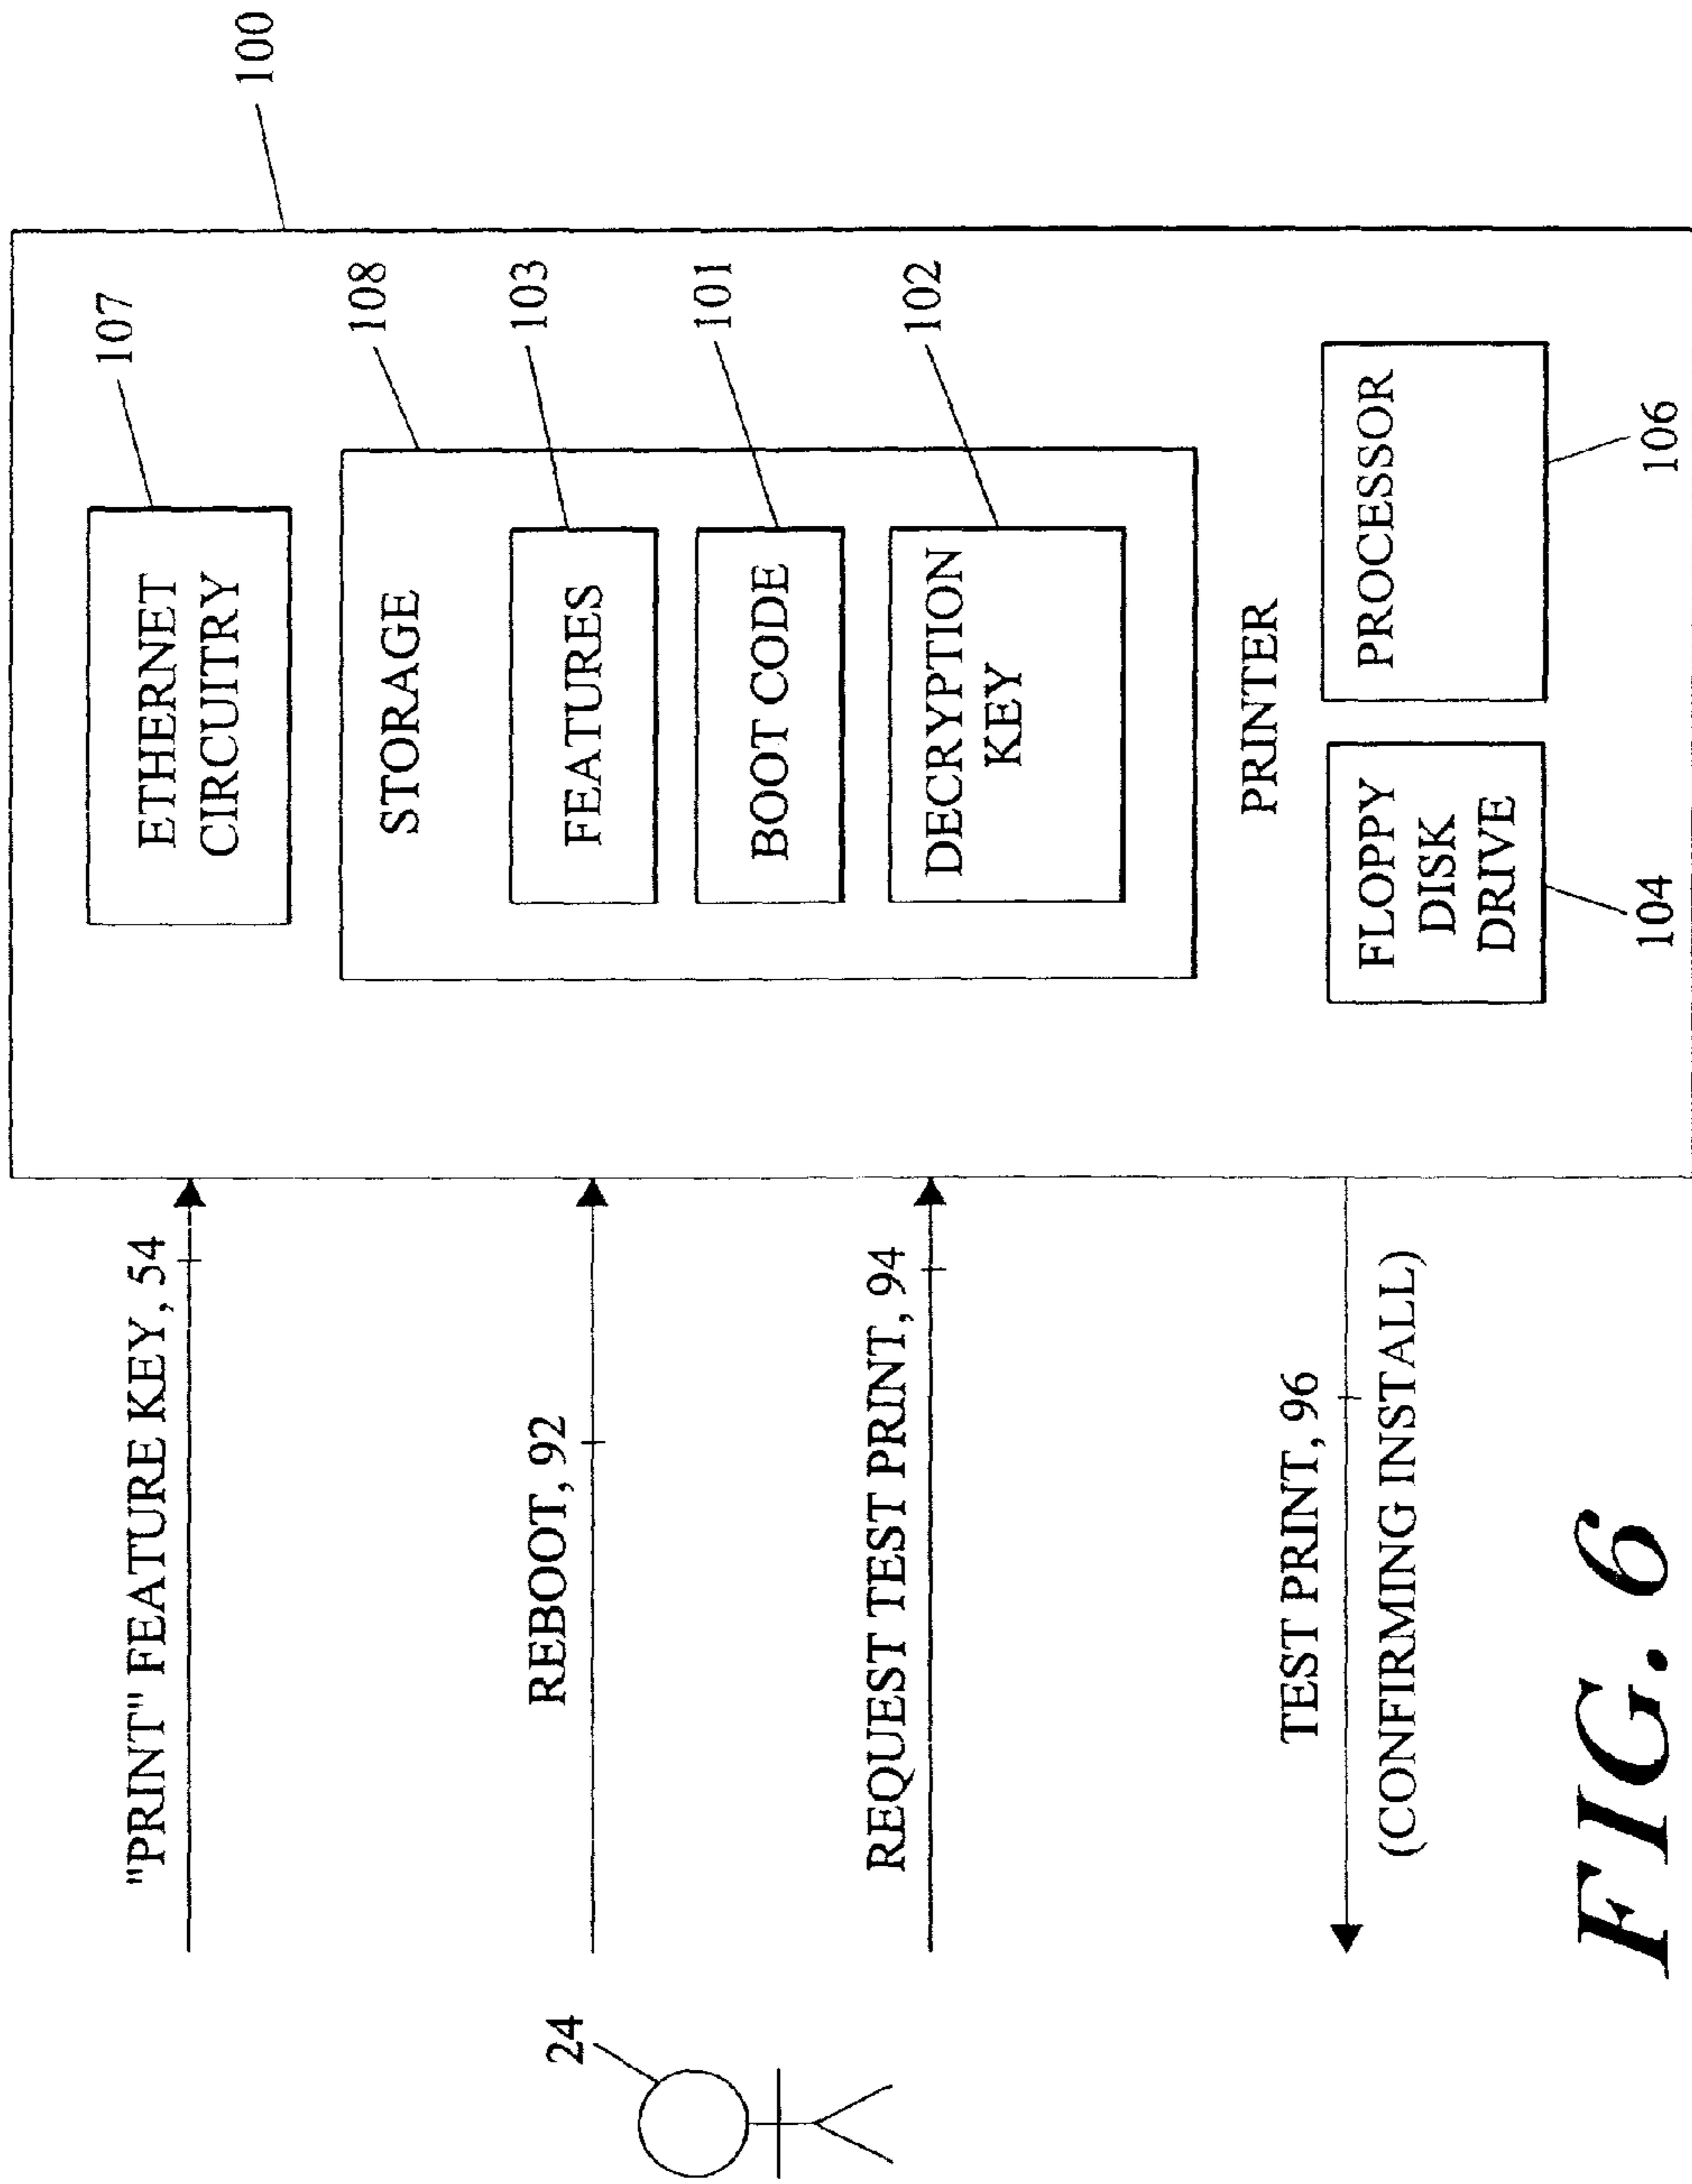 100
107
ETHERNET
CIRCUITRY
108
STORAGE
103
FEATURES
101
BOOT CODE
102
DECRYPTION
KEY
PRINTER
FLOPPY
DISK
DRIVE
104
PROCESSOR
106
"PRINT" FEATURE KEY, 54
REBOOT, 92
REQUEST TEST PRINT, 94
TEST PRINT, 96
(CONFIRMING INSTALL)
24
FIG. 6